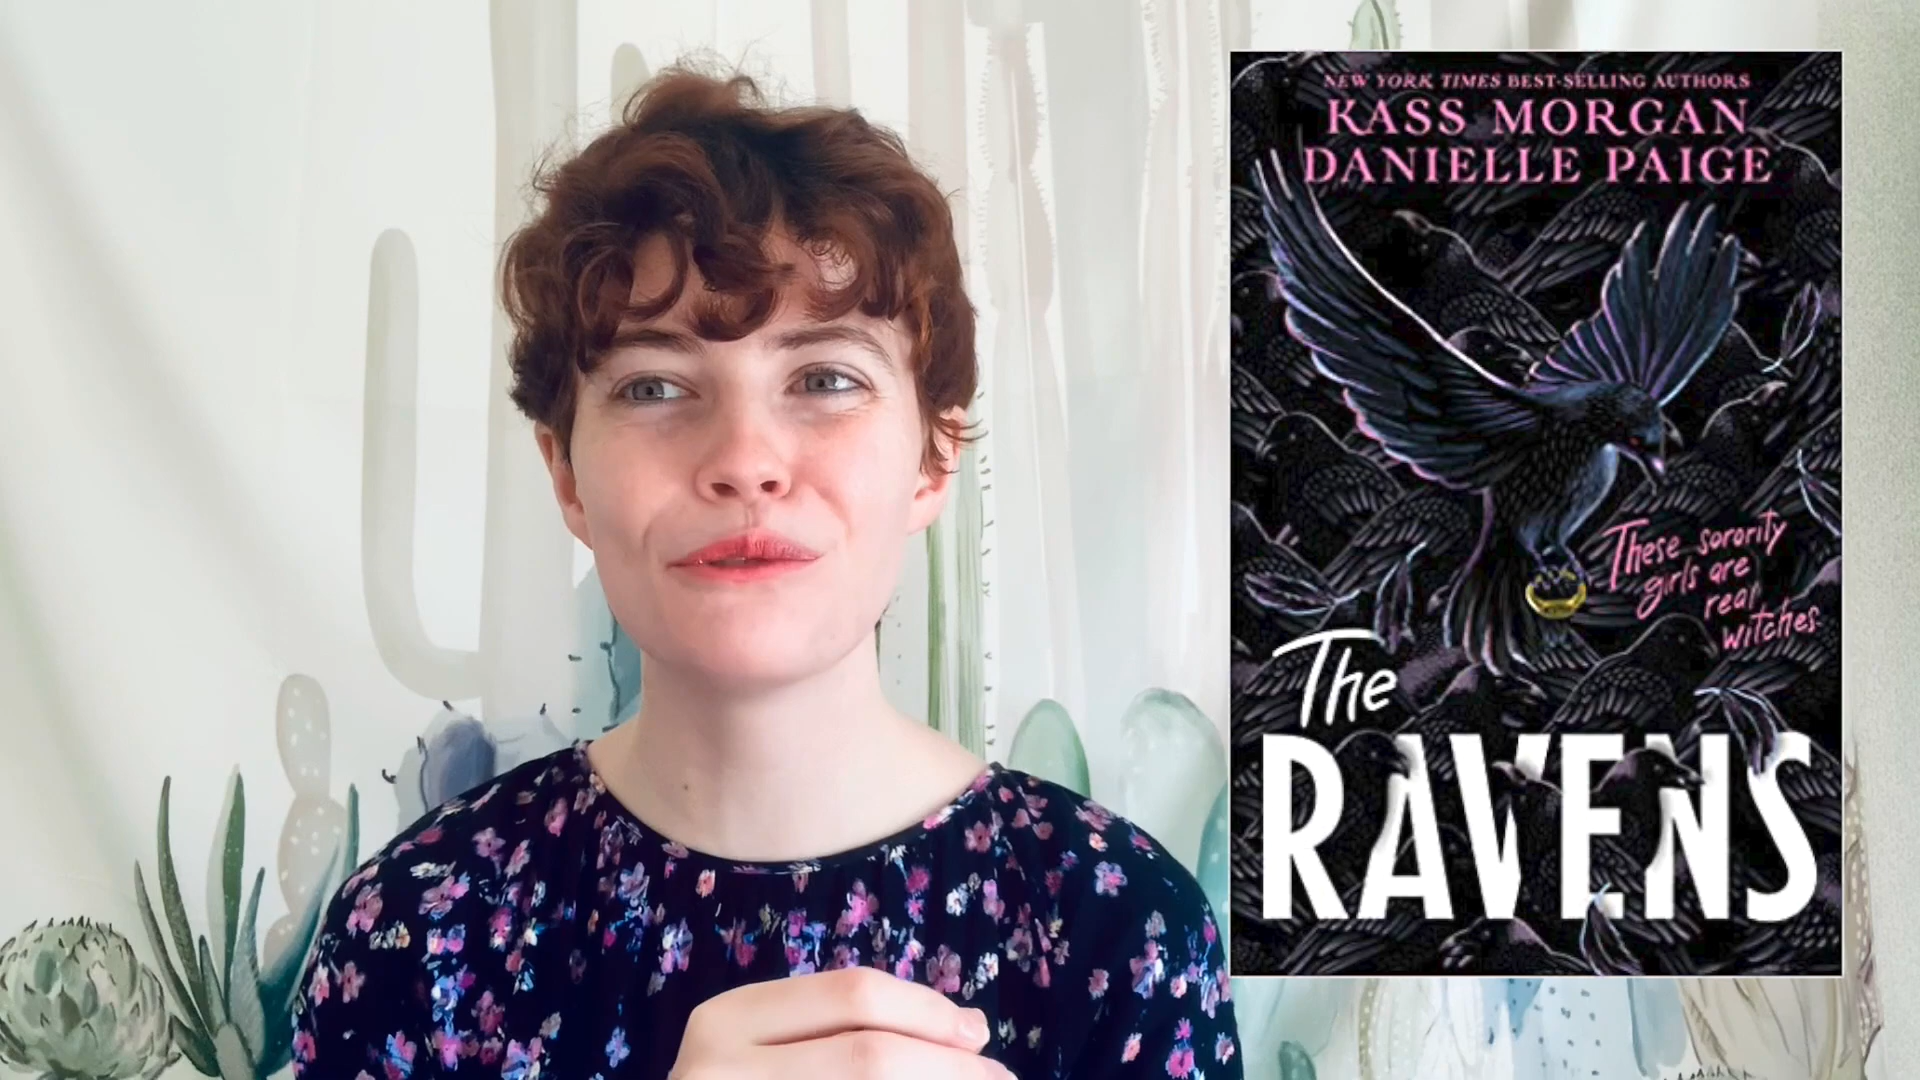 NEW YORK TIMES BEST-SELLING AUTHORS
KASS MORGAN
DANIELLE PAIGE
These sorority
girls are
real
witches
The
RAVENS